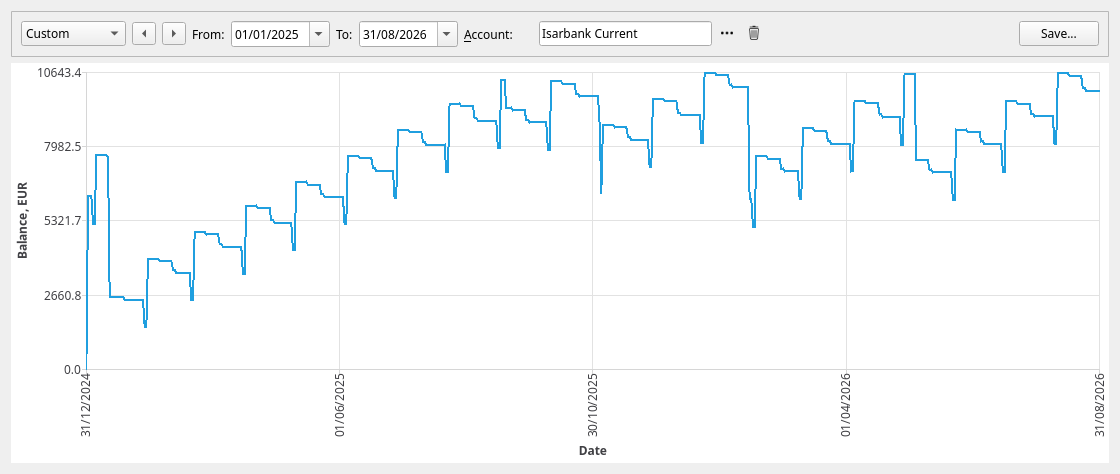 Custom From: 01/01/2025 To: 31/08/2026 Account: Isarbank Current ••• Save...
10643.4
7982.5
5321.7
2660.8
0.0
Balance, EUR
31/12/2024 01/06/2025 30/10/2025 01/04/2026 31/08/2026
Date